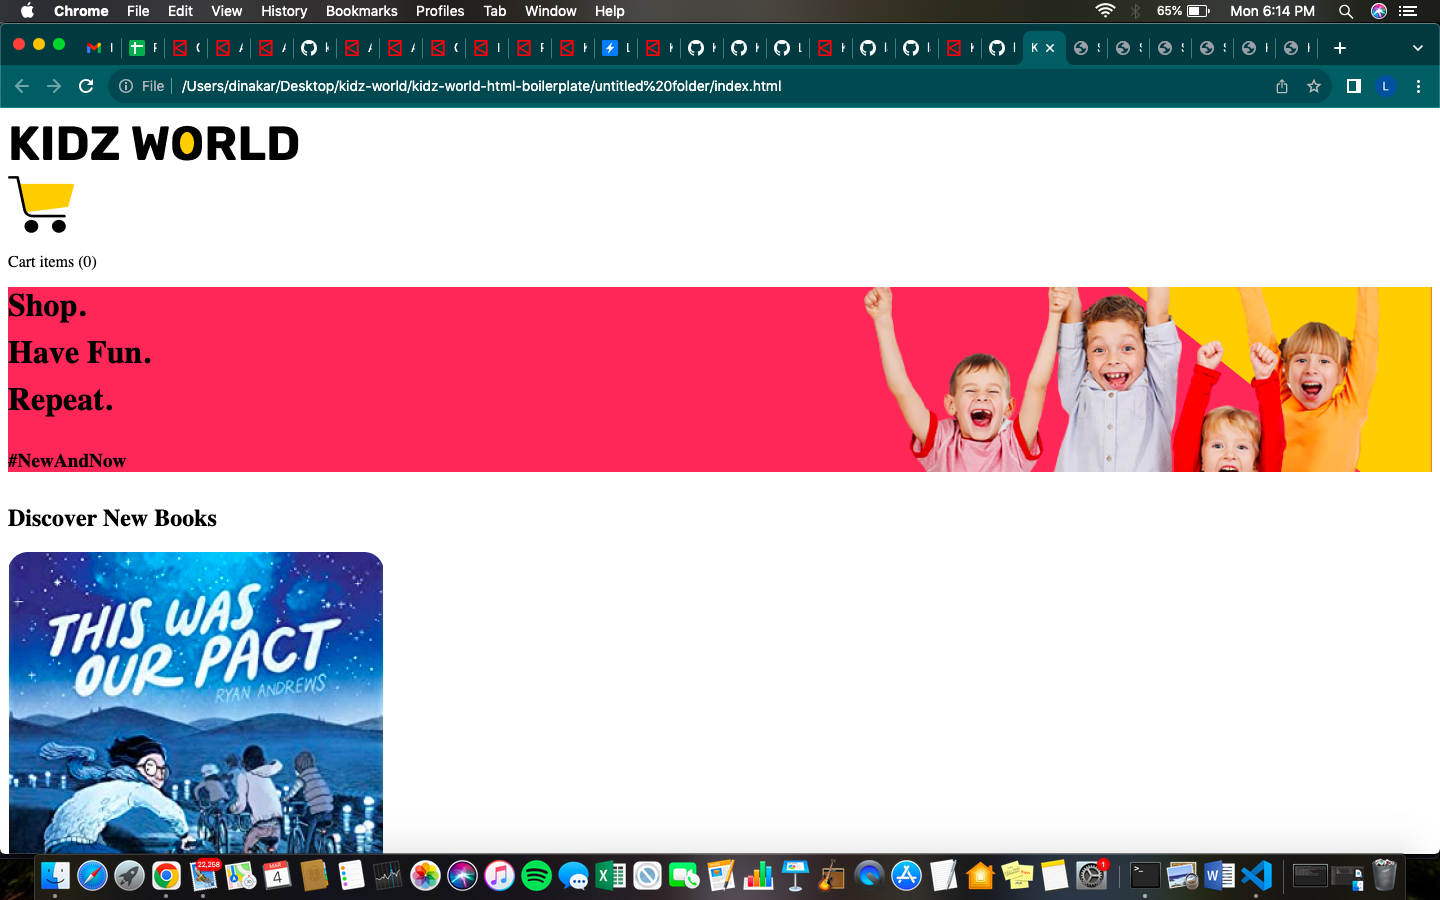 Chrome File Edit View History Bookmarks Profiles Tab Window Help 65% Mon 6:14 PM
File /Users/dinakar/Desktop/kidz-world/kidz-world-html-boilerplate/untitled%20folder/index.html L
KIDZ WORLD
Cart items (0)
Shop.
Have Fun.
Repeat.
#NewAndNow
Discover New Books
THIS WAS
OUR PACT
RYAN ANDREWS
22,258
MAR
4
1